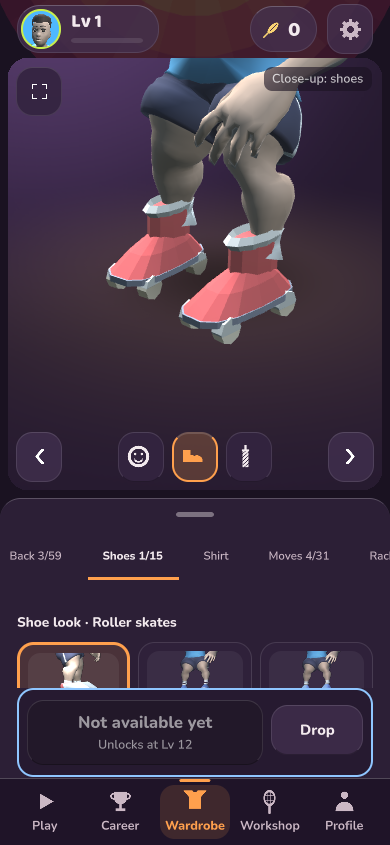 Lv 1
0
Close-up: shoes
Back 3/59
Shoes 1/15
Shirt
Moves 4/31
Shoe look · Roller skates
Not available yet
Unlocks at Lv 12
Drop
Play
Career
Wardrobe
Workshop
Profile